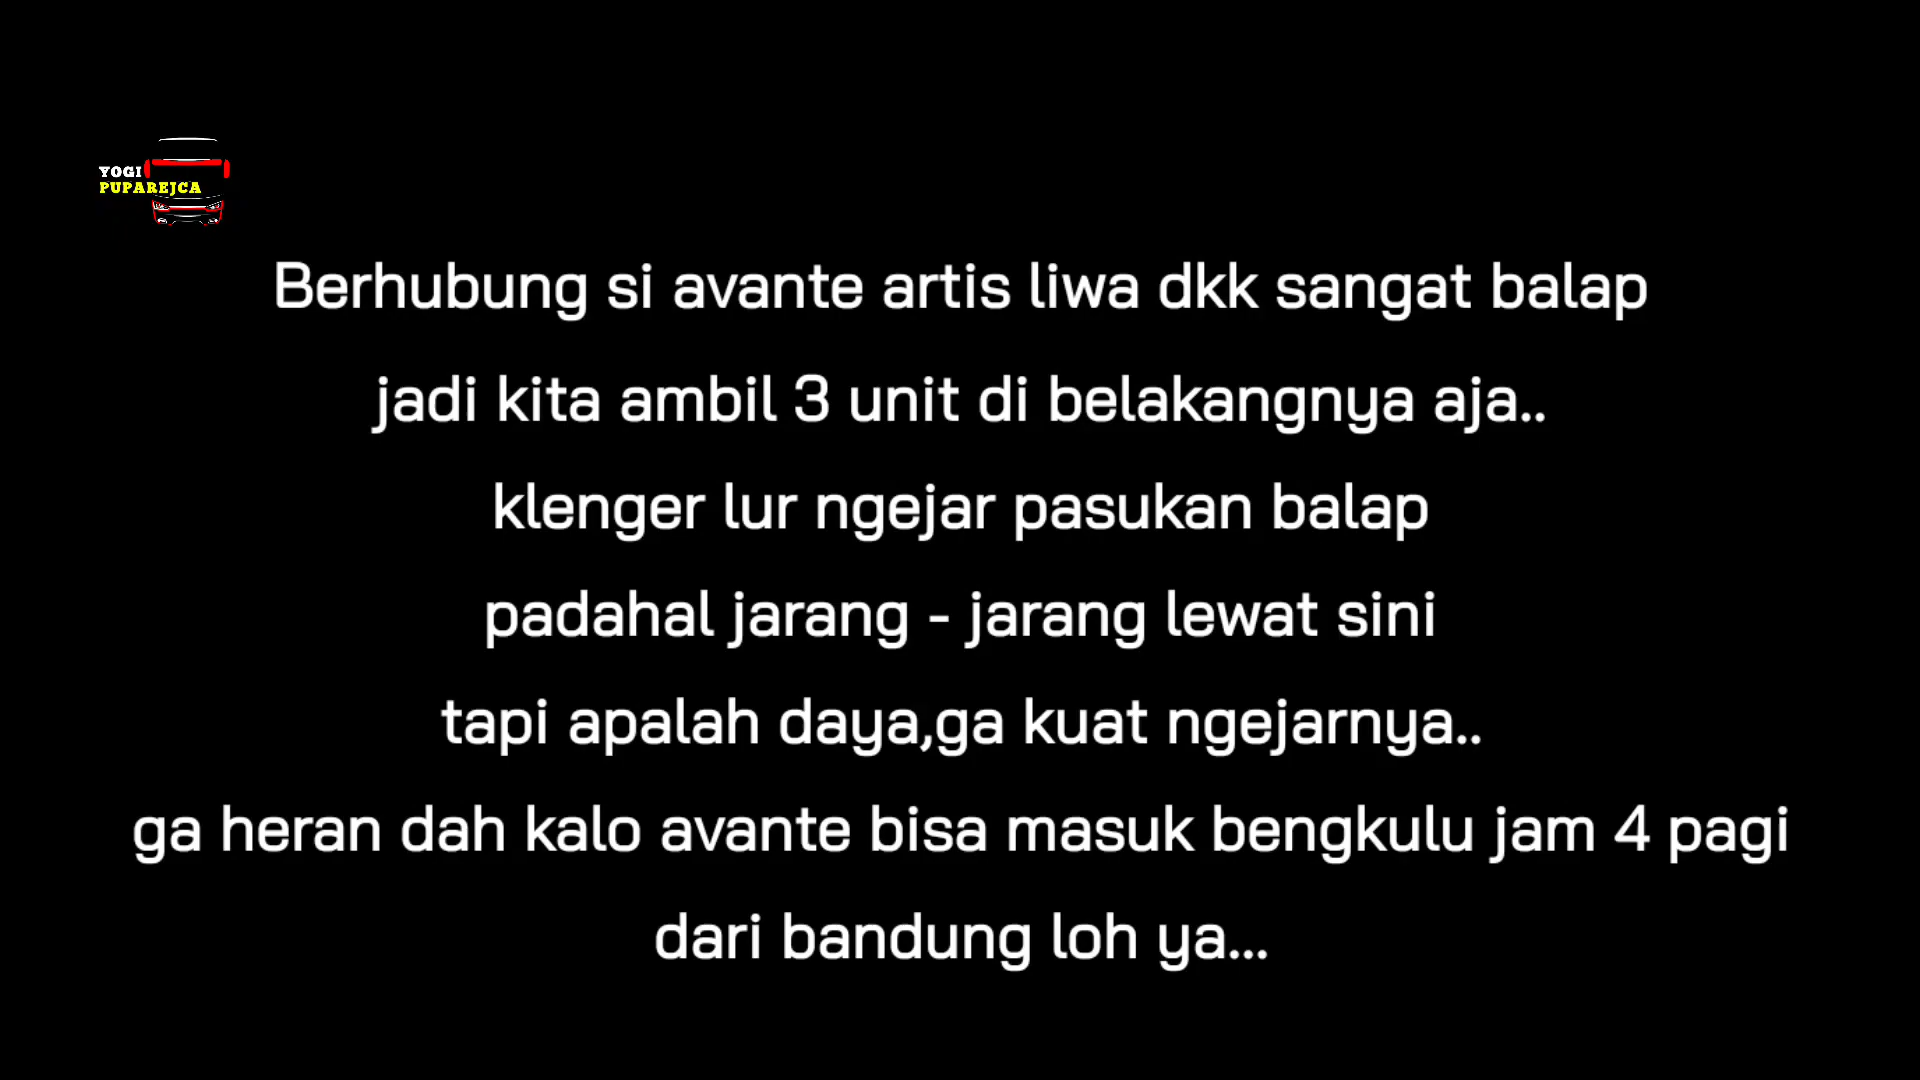 YOGI
PUPAREJCA
Berhubung si avante artis liwa dkk sangat balap
jadi kita ambil 3 unit di belakangnya aja..
klenger lur ngejar pasukan balap
padahal jarang - jarang lewat sini
tapi apalah daya,ga kuat ngejarnya..
ga heran dah kalo avante bisa masuk bengkulu jam 4 pagi
dari bandung loh ya...